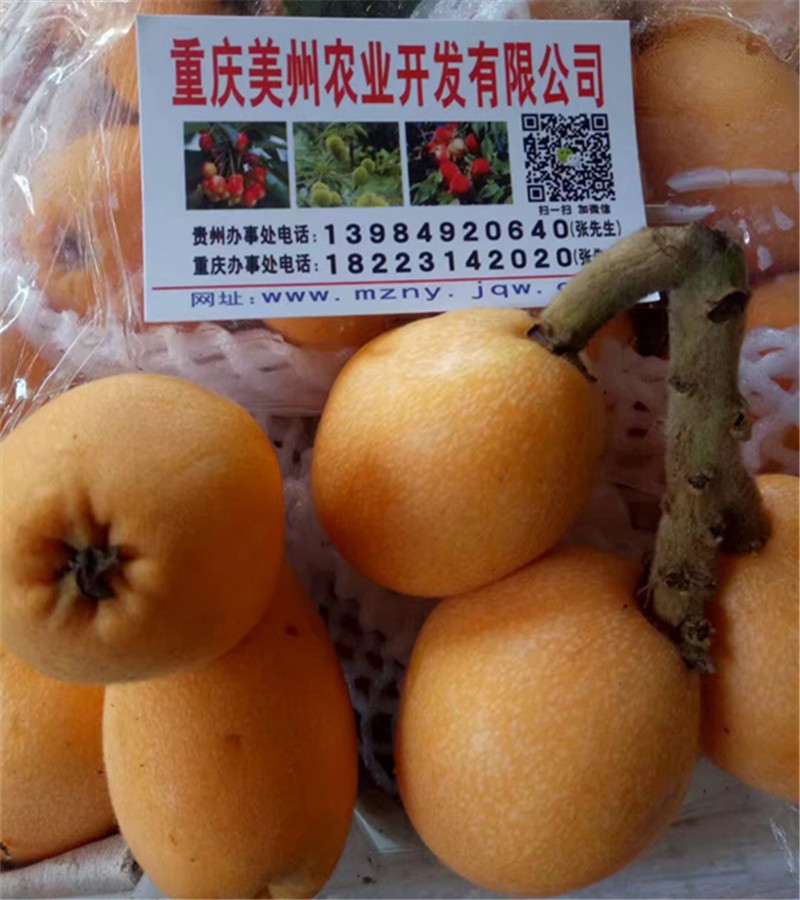 重庆美州农业开发有限公司
扫一扫 加微信
贵州办事处电话:13984920640(张先生)
重庆办事处电话:18223142020(张
网址:www.mzny.jqw.